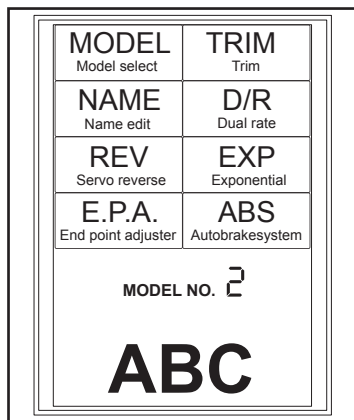 MODEL TRIM
Model select Trim
NAME D/R
Name edit Dual rate
REV EXP
Servo reverse Exponential
E.P.A. ABS
End point adjuster Autobrakesystem
MODEL NO. 2
ABC